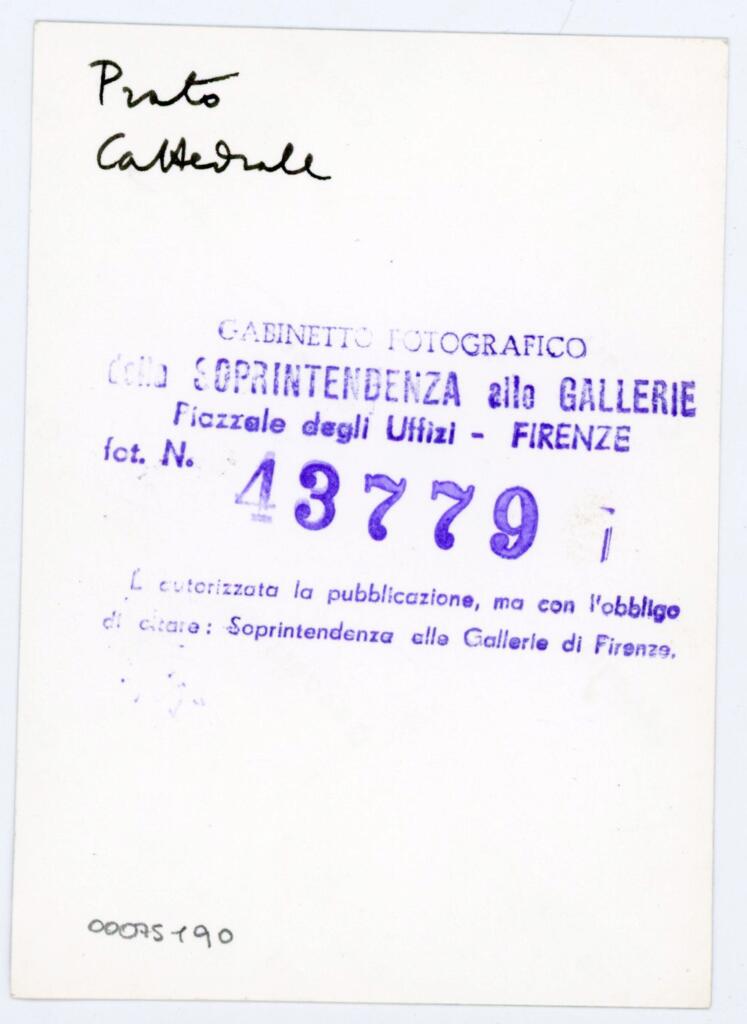 Prato
Cattedrale
GABINETTO FOTOGRAFICO
della SOPRINTENDENZA alle GALLERIE
Piazzale degli Uffizi - FIRENZE
fot. N. 43779
È autorizzata la pubblicazione, ma con l'obbligo
di citare: Soprintendenza alle Gallerie di Firenze.
00075190